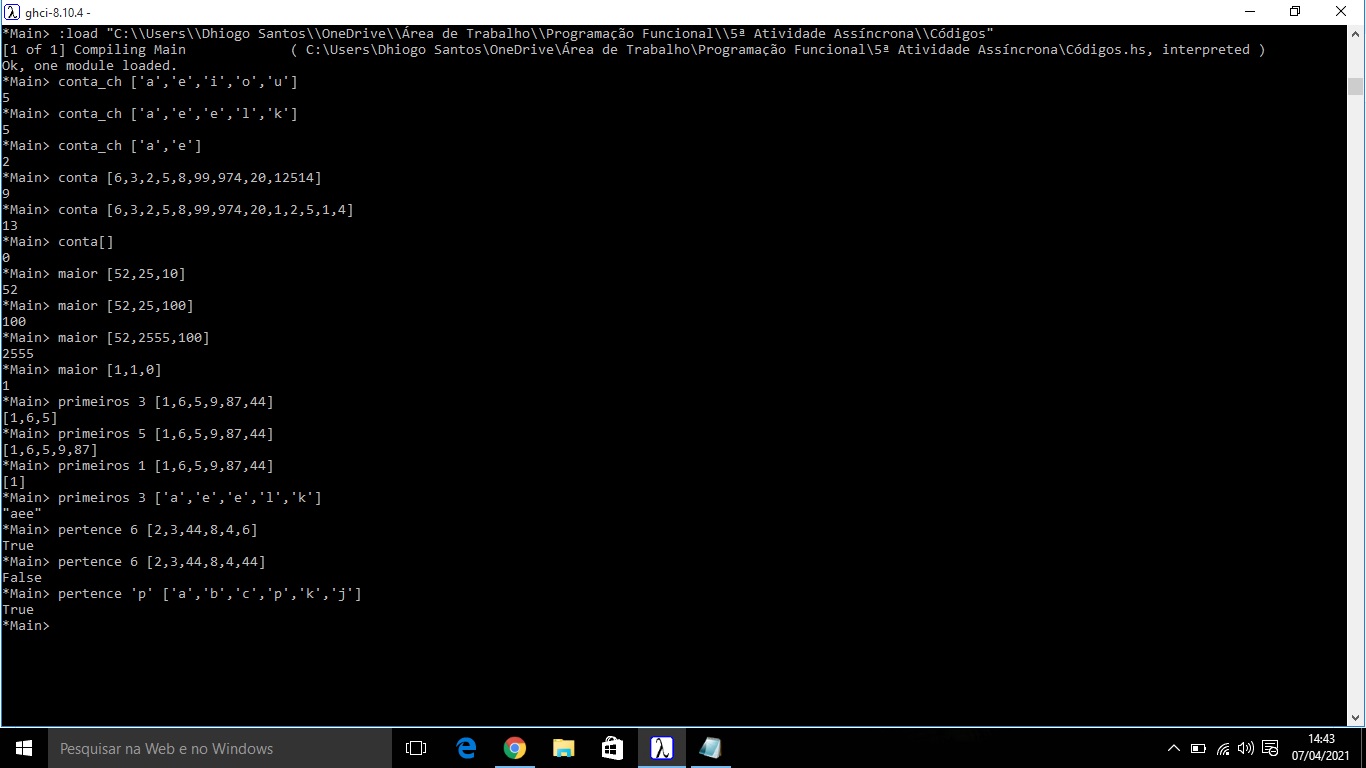 ghci-8.10.4 -
*Main> :load "C:\\Users\\Dhiogo Santos\\OneDrive\\Área de Trabalho\\Programação Funcional\\5ª Atividade Assíncrona\\Códigos"
[1 of 1] Compiling Main             ( C:\Users\Dhiogo Santos\OneDrive\Área de Trabalho\Programação Funcional\5ª Atividade Assíncrona\Códigos.hs, interpreted )
Ok, one module loaded.
*Main> conta_ch ['a','e','i','o','u']
5
*Main> conta_ch ['a','e','e','l','k']
5
*Main> conta_ch ['a','e']
2
*Main> conta [6,3,2,5,8,99,974,20,12514]
9
*Main> conta [6,3,2,5,8,99,974,20,1,2,5,1,4]
13
*Main> conta[]
0
*Main> maior [52,25,10]
52
*Main> maior [52,25,100]
100
*Main> maior [52,2555,100]
2555
*Main> maior [1,1,0]
1
*Main> primeiros 3 [1,6,5,9,87,44]
[1,6,5]
*Main> primeiros 5 [1,6,5,9,87,44]
[1,6,5,9,87]
*Main> primeiros 1 [1,6,5,9,87,44]
[1]
*Main> primeiros 3 ['a','e','e','l','k']
"aee"
*Main> pertence 6 [2,3,44,8,4,6]
True
*Main> pertence 6 [2,3,44,8,4,44]
False
*Main> pertence 'p' ['a','b','c','p','k','j']
True
*Main>
Pesquisar na Web e no Windows
14:43
07/04/2021